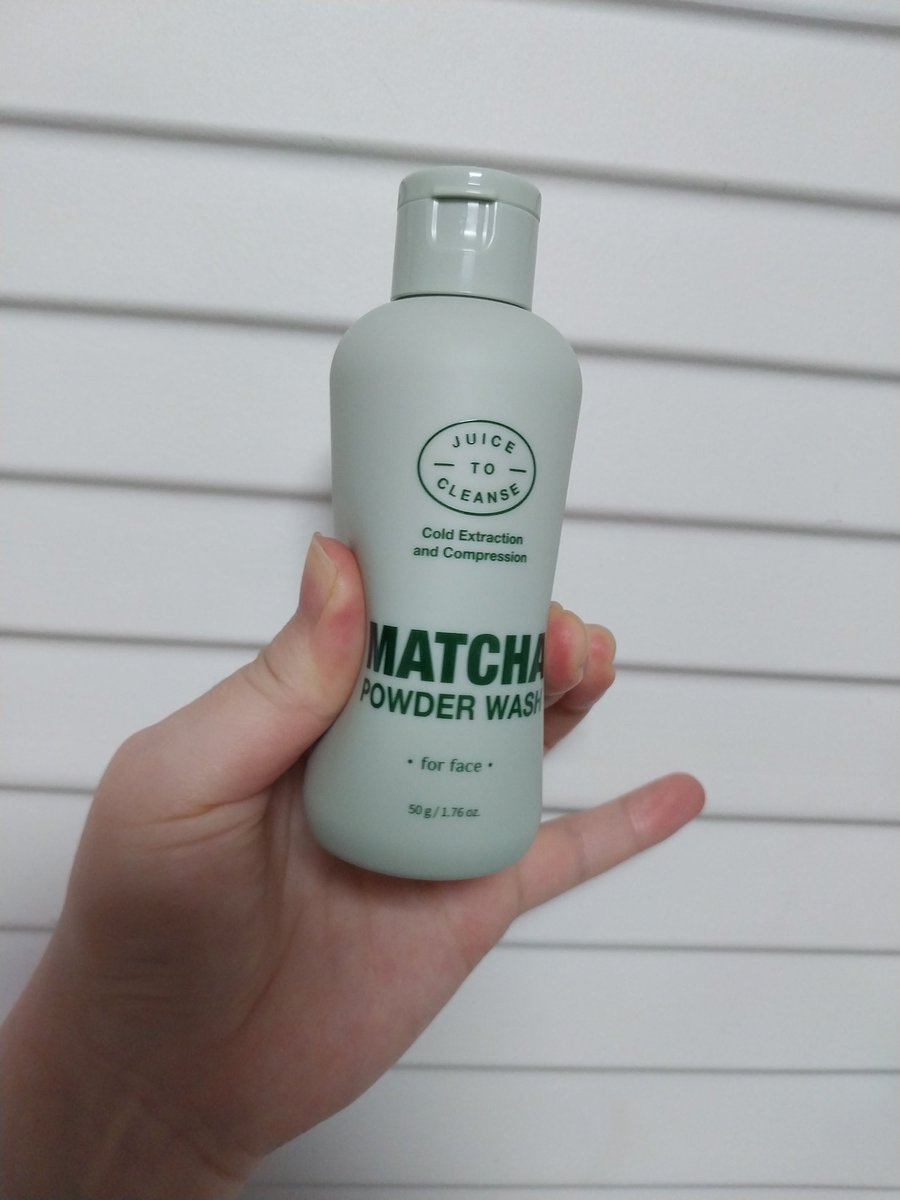 JUICE
TO
CLEANSE
Cold Extraction
and Compression
MATCHA
POWDER WASH
• for face •
50 g / 1.76 oz.